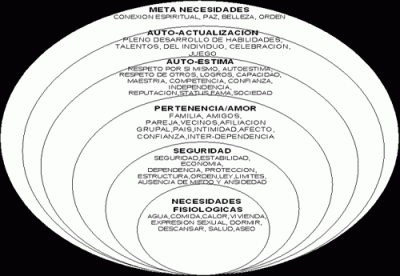 META NECESIDADES
CONEXION ESPIRITUAL, PAZ, BELLEZA, ORDEN
AUTO-ACTUALIZACION
PLENO DESARROLLO DE HABILIDADES,
TALENTOS, DEL INDIVIDUO, CELEBRACION,
JUEGO
AUTO-ESTIMA
RESPETO POR SI MISMO, AUTOESTIMA,
RESPETO DE OTROS, LOGROS, CAPACIDAD,
MAESTRIA, COMPETENCIA, CONFIANZA,
INDEPENDENCIA,
REPUTACION,STATUS,FAMA,SOCIEDAD
PERTENENCIA/AMOR
FAMILIA, AMIGOS,
PAREJA,VECINOS,AFILIACION
GRUPAL,PAIS,INTIMIDAD,AFECTO,
CONFIANZA,INTER-DEPENDENCIA
SEGURIDAD
SEGURIDAD,ESTABILIDAD,
ECONOMIA,
DEPENDENCIA, PROTECCION,
ESTRUCTURA,ORDEN,LEY,LIMITES,
AUSENCIA DE MIEDO Y ANSIEDAD
NECESIDADES
FISIOLOGICAS
AGUA,COMIDA,CALOR,VIVIENDA,
EXPRESION SEXUAL, DORMIR,
DESCANSAR, SALUD,ASEO